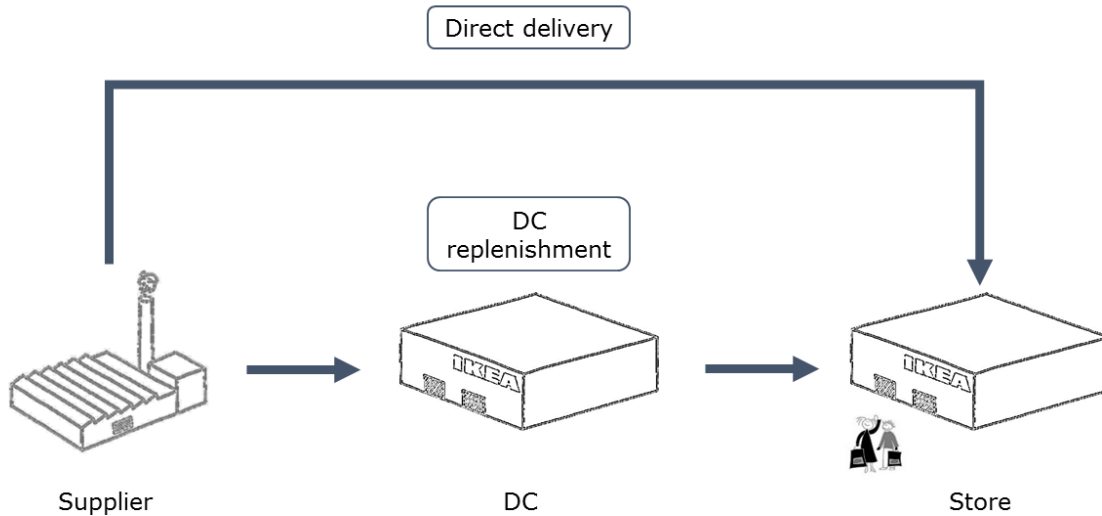 Direct delivery
DC
replenishment
IKEA
IKEA
Supplier
DC
Store